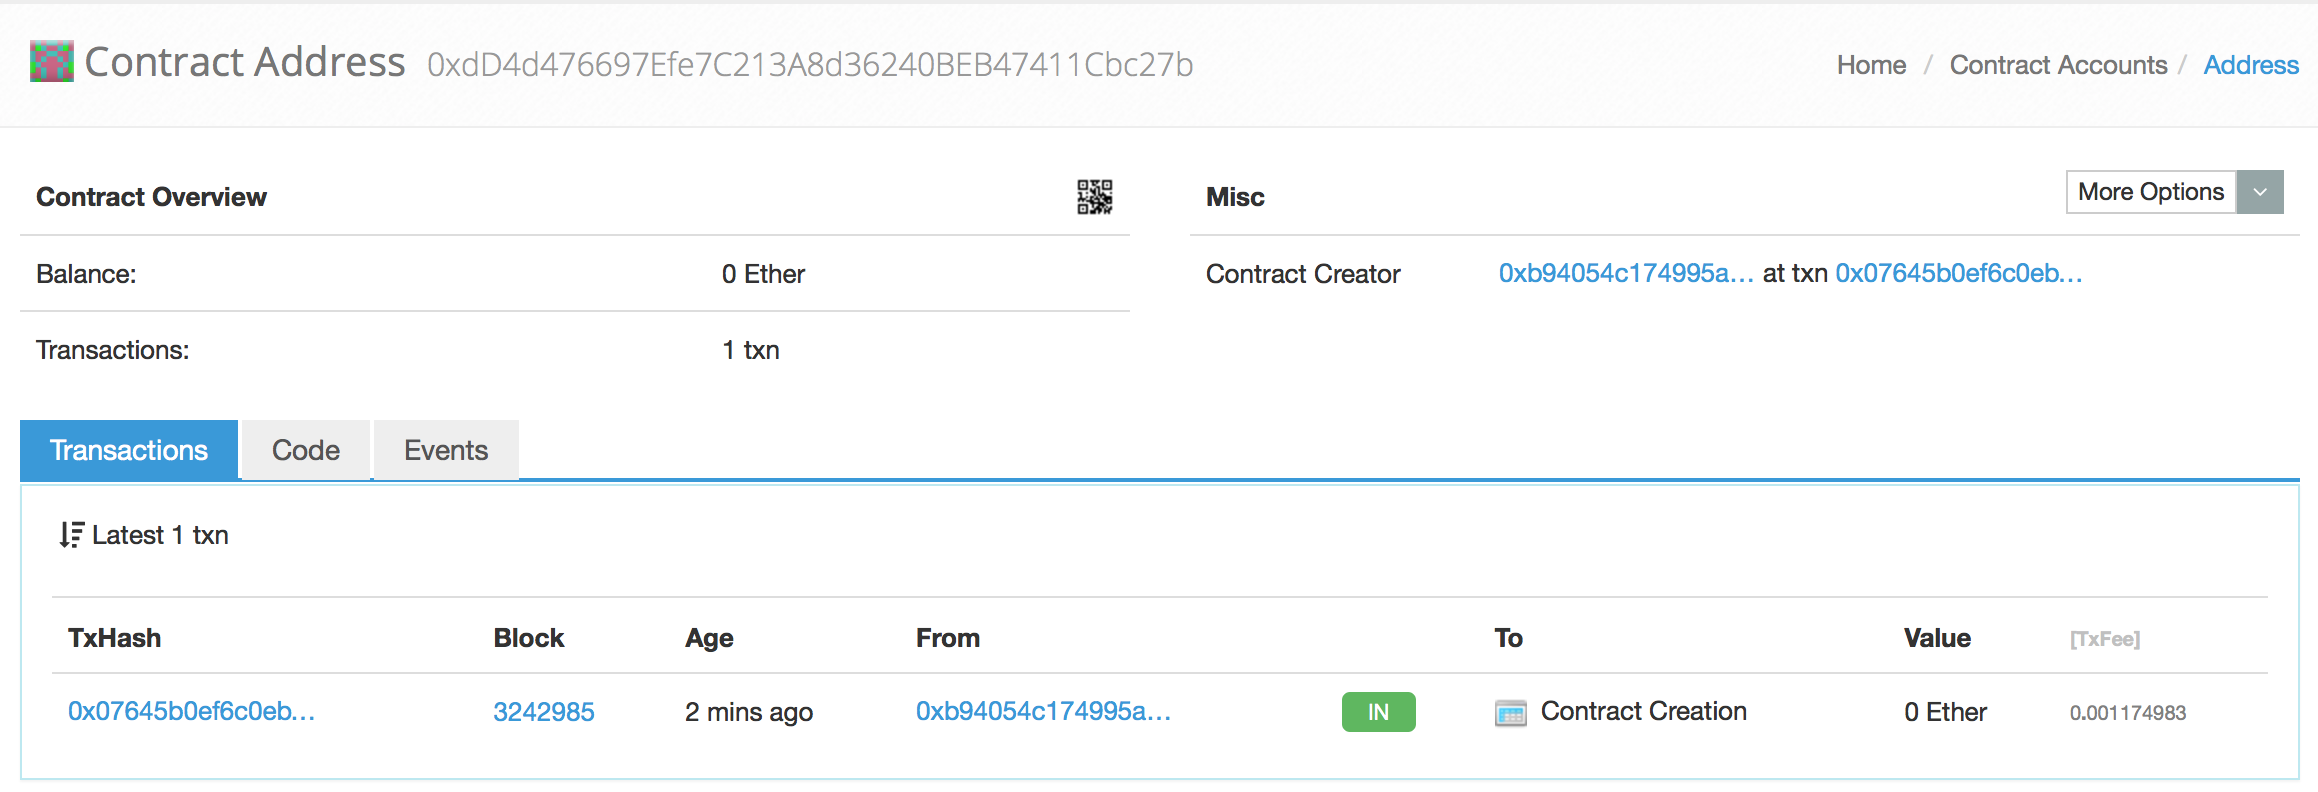 Contract Address 0xdD4d476697Efe7C213A8d36240BEB47411Cbc27b
Home / Contract Accounts / Address
Contract Overview
Misc
More Options
Balance: 0 Ether
Contract Creator 0xb94054c174995a... at txn 0x07645b0ef6c0eb...
Transactions: 1 txn
Transactions Code Events
Latest 1 txn
TxHash Block Age From To Value [TxFee]
0x07645b0ef6c0eb... 3242985 2 mins ago 0xb94054c174995a... IN Contract Creation 0 Ether 0.001174983